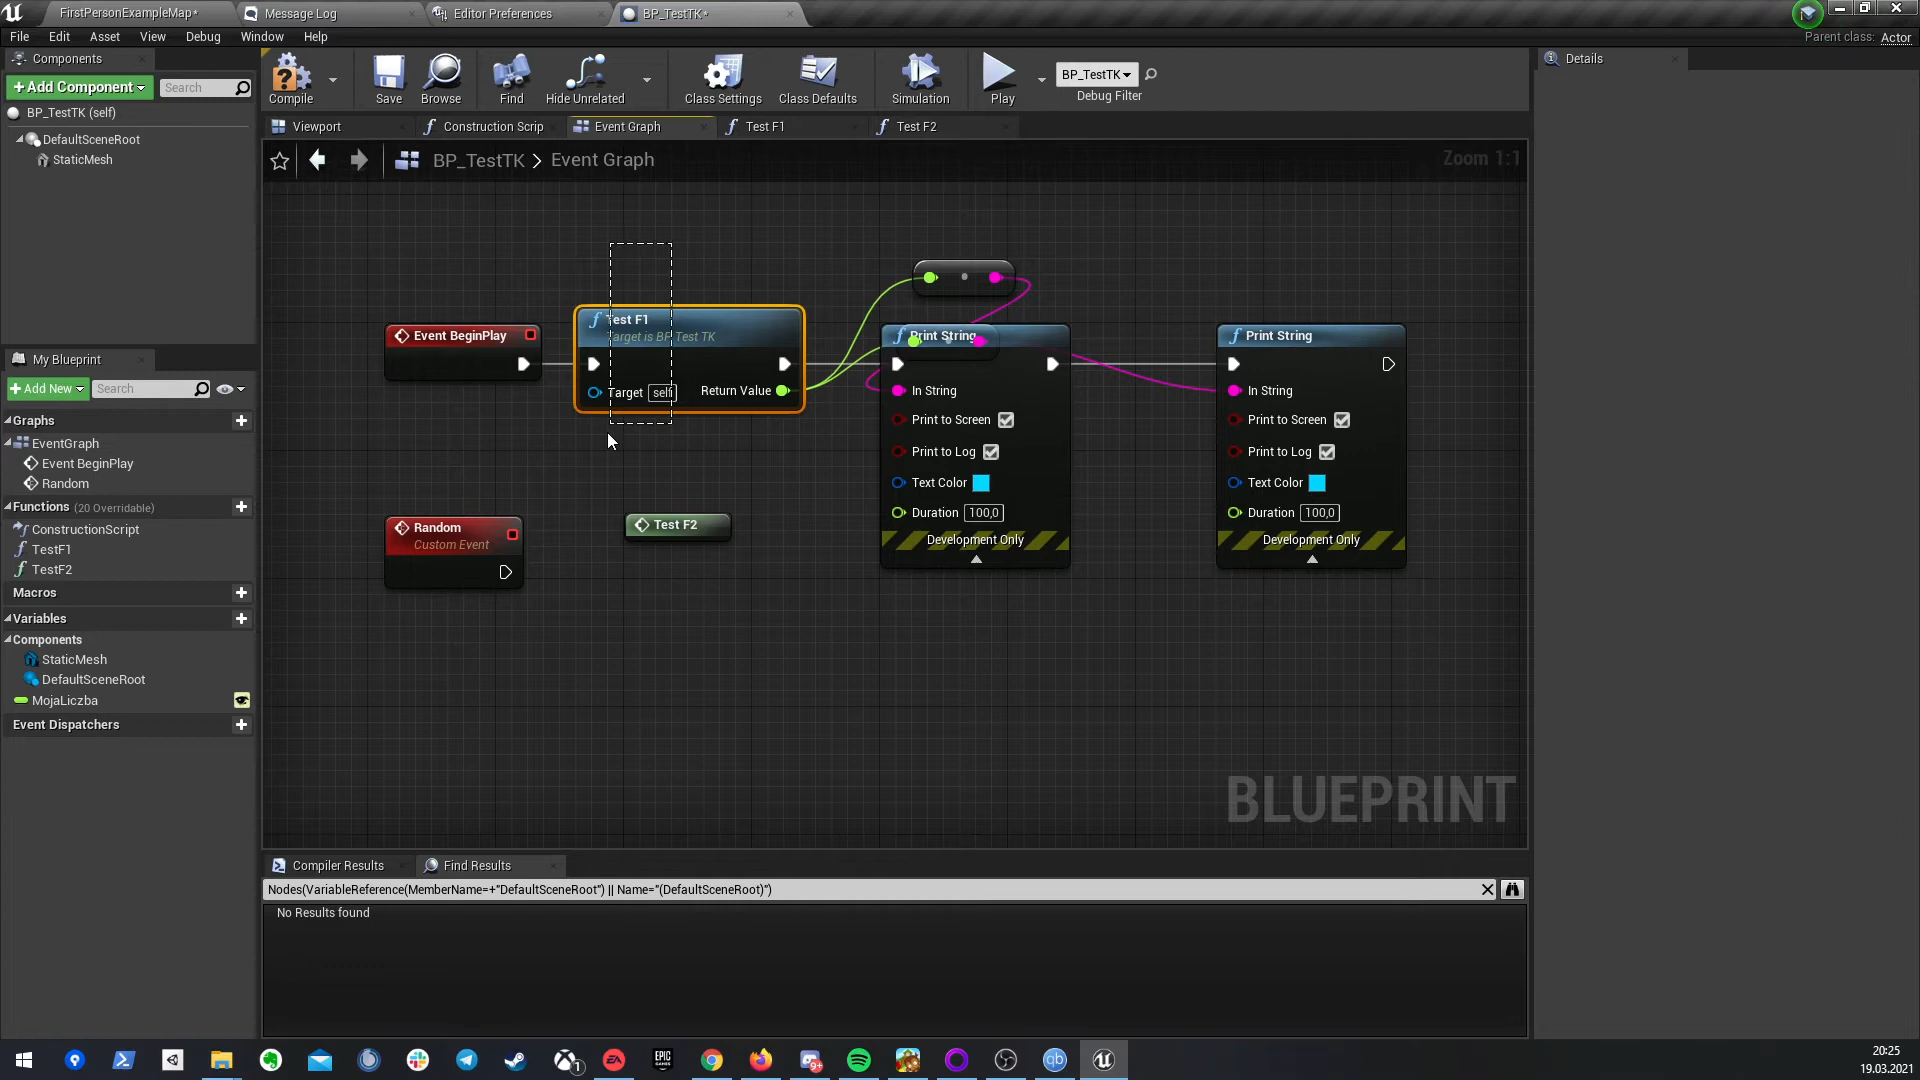 FirstPersonExampleMap*
Message Log
Editor Preferences
BP_TestTK*
File Edit Asset View Debug Window Help
Parent class: Actor
Components
Details
+Add Component
Search
Compile
Save
Browse
Find
Hide Unrelated
Class Settings
Class Defaults
Simulation
Play
BP_TestTK
Debug Filter
BP_TestTK (self)
DefaultSceneRoot
StaticMesh
Viewport
Construction Scrip
Event Graph
Test F1
Test F2
BP_TestTK > Event Graph
Zoom 1:1
Event BeginPlay
Test F1
Target is BP Test TK
Target self
Return Value
Print String
In String
Print to Screen
Print to Log
Text Color
Duration 100,0
Development Only
Print String
In String
Print to Screen
Print to Log
Text Color
Duration 100,0
Development Only
Random
Custom Event
Test F2
BLUEPRINT
My Blueprint
+Add New
Search
Graphs
EventGraph
Event BeginPlay
Random
Functions (20 Overridable)
ConstructionScript
TestF1
TestF2
Macros
Variables
Components
StaticMesh
DefaultSceneRoot
MojaLiczba
Event Dispatchers
Compiler Results
Find Results
Nodes(VariableReference(MemberName=+"DefaultSceneRoot") || Name="(DefaultSceneRoot)")
No Results found
EA
EPIC
GAMES
1
9+
qb
20:25
19.03.2021